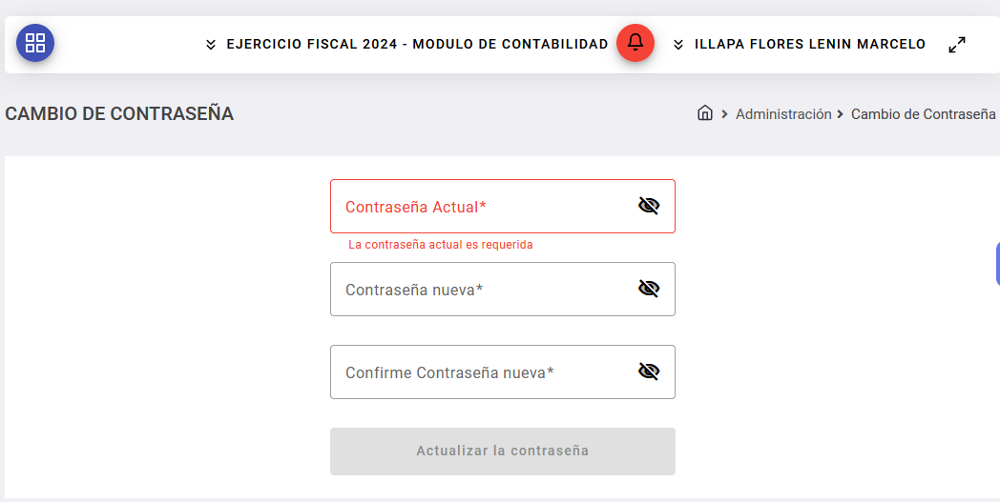 EJERCICIO FISCAL 2024 - MODULO DE CONTABILIDAD
ILLAPA FLORES LENIN MARCELO
CAMBIO DE CONTRASEÑA
Administración
Cambio de Contraseña
Contraseña Actual*
La contraseña actual es requerida
Contraseña nueva*
Confirme Contraseña nueva*
Actualizar la contraseña